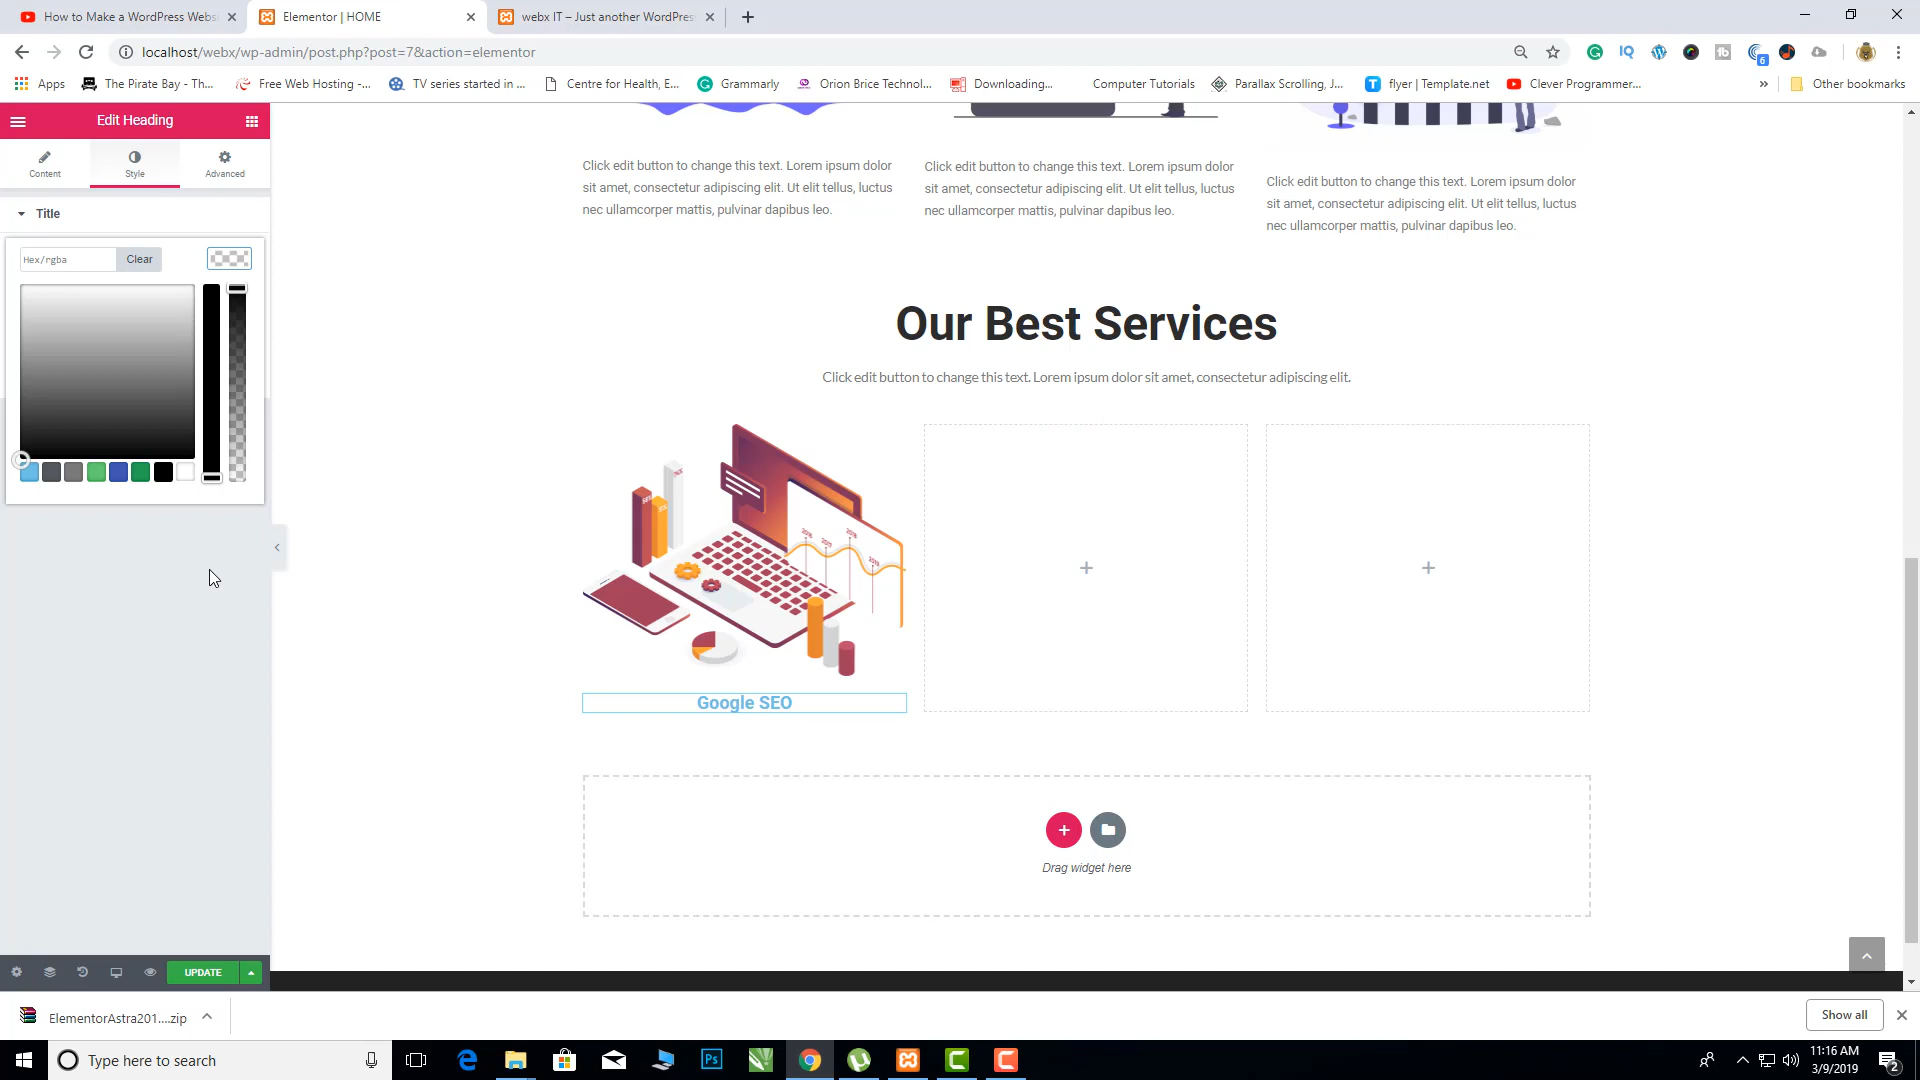 How to Make a WordPress Webs
Elementor | HOME
webx IT – Just another WordPres
localhost/webx/wp-admin/post.php?post=7&action=elementor
Apps
The Pirate Bay - Th...
Free Web Hosting -...
TV series started in ...
Centre for Health, E...
Grammarly
Orion Brice Technol...
Downloading...
Computer Tutorials
Parallax Scrolling, J...
flyer | Template.net
Clever Programmer...
Other bookmarks
Edit Heading
Content
Style
Advanced
Title
Hex/rgba
Clear
Click edit button to change this text. Lorem ipsum dolor
sit amet, consectetur adipiscing elit. Ut elit tellus, luctus
nec ullamcorper mattis, pulvinar dapibus leo.
Click edit button to change this text. Lorem ipsum dolor
sit amet, consectetur adipiscing elit. Ut elit tellus, luctus
nec ullamcorper mattis, pulvinar dapibus leo.
Click edit button to change this text. Lorem ipsum dolor
sit amet, consectetur adipiscing elit. Ut elit tellus, luctus
nec ullamcorper mattis, pulvinar dapibus leo.
Our Best Services
Click edit button to change this text. Lorem ipsum dolor sit amet, consectetur adipiscing elit.
Google SEO
Drag widget here
UPDATE
ElementorAstra201....zip
Show all
Type here to search
Ps
11:16 AM
3/9/2019
2